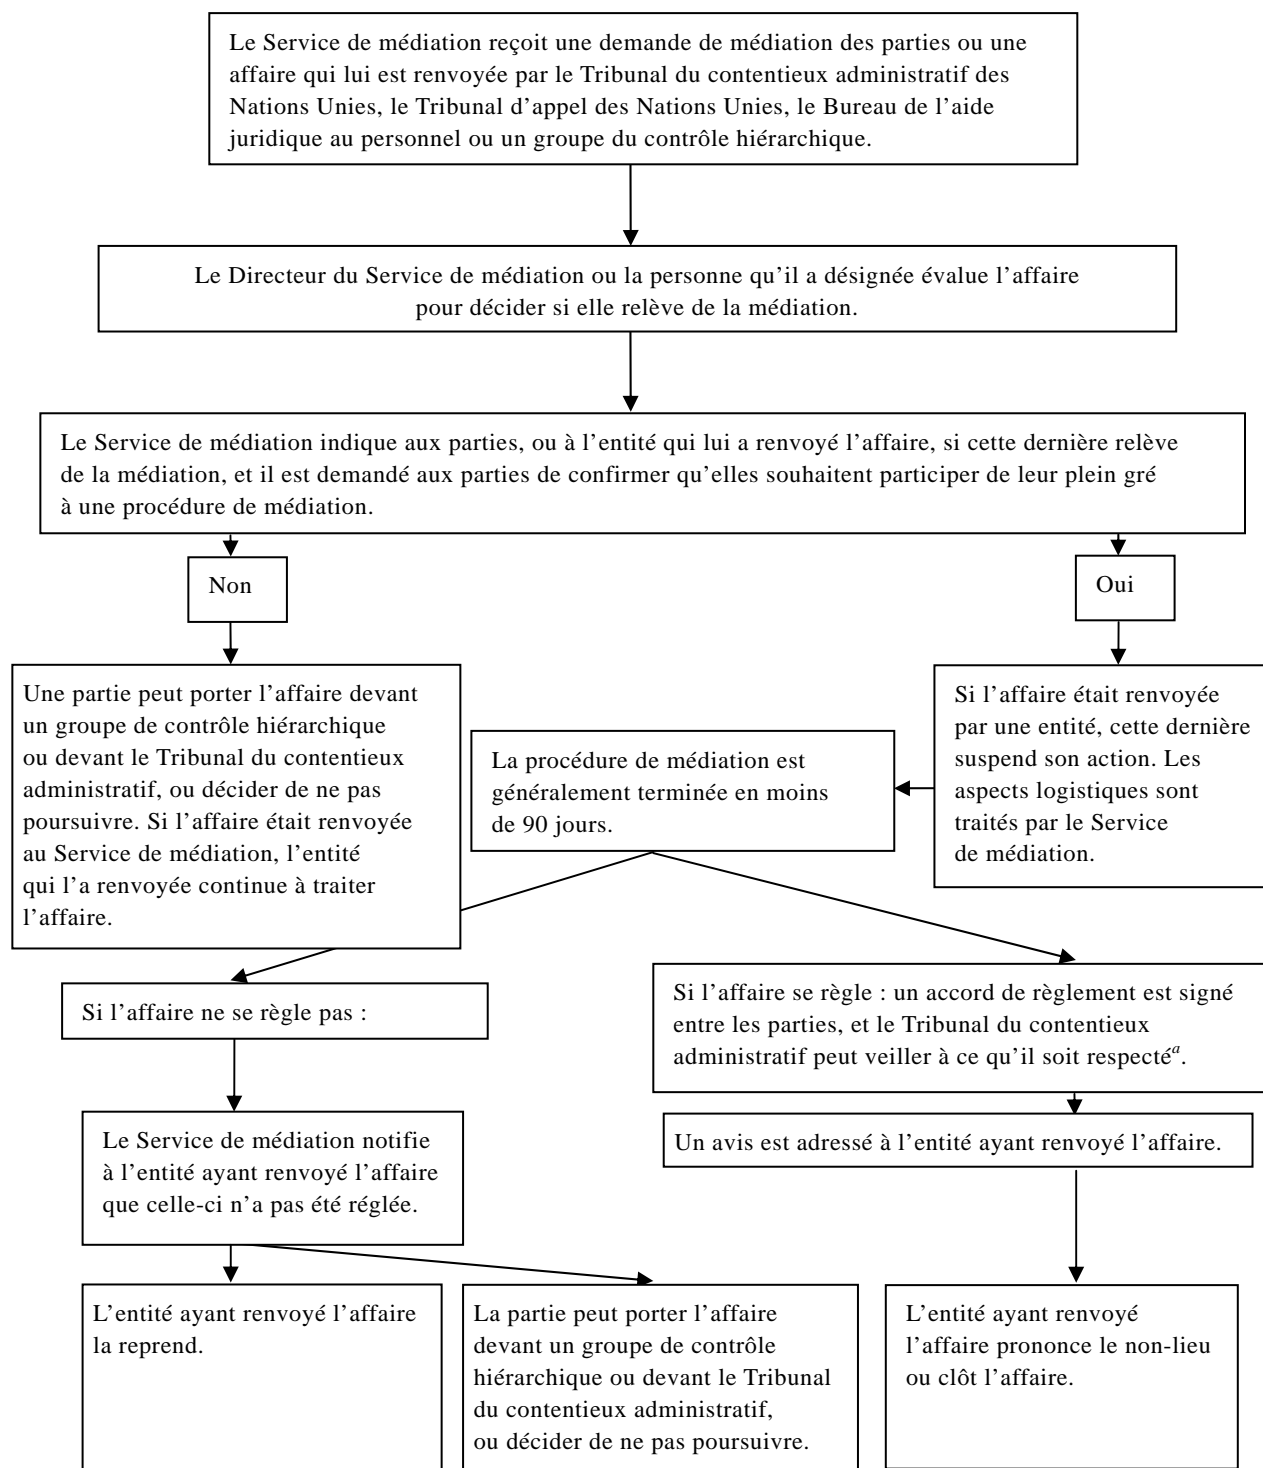 Le Service de médiation reçoit une demande de médiation des parties ou une
affaire qui lui est renvoyée par le Tribunal du contentieux administratif des
Nations Unies, le Tribunal d’appel des Nations Unies, le Bureau de l’aide
juridique au personnel ou un groupe du contrôle hiérarchique.
Le Directeur du Service de médiation ou la personne qu’il a désignée évalue l’affaire
pour décider si elle relève de la médiation.
Le Service de médiation indique aux parties, ou à l’entité qui lui a renvoyé l’affaire, si cette dernière relève
de la médiation, et il est demandé aux parties de confirmer qu’elles souhaitent participer de leur plein gré
à une procédure de médiation.
Non
Oui
Une partie peut porter l’affaire devant
un groupe de contrôle hiérarchique
ou devant le Tribunal du contentieux
administratif, ou décider de ne pas
poursuivre. Si l’affaire était renvoyée
au Service de médiation, l’entité
qui l’a renvoyée continue à traiter
l’affaire.
La procédure de médiation est
généralement terminée en moins
de 90 jours.
Si l’affaire était renvoyée
par une entité, cette dernière
suspend son action. Les
aspects logistiques sont
traités par le Service
de médiation.
Si l’affaire ne se règle pas :
Si l’affaire se règle : un accord de règlement est signé
entre les parties, et le Tribunal du contentieux
administratif peut veiller à ce qu’il soit respectéᵃ.
Le Service de médiation notifie
à l’entité ayant renvoyé l’affaire
que celle-ci n’a pas été réglée.
Un avis est adressé à l’entité ayant renvoyé l’affaire.
L’entité ayant renvoyé l’affaire
la reprend.
La partie peut porter l’affaire
devant un groupe de contrôle
hiérarchique ou devant le Tribunal
du contentieux administratif,
ou décider de ne pas poursuivre.
L’entité ayant renvoyé
l’affaire prononce le non-lieu
ou clôt l’affaire.